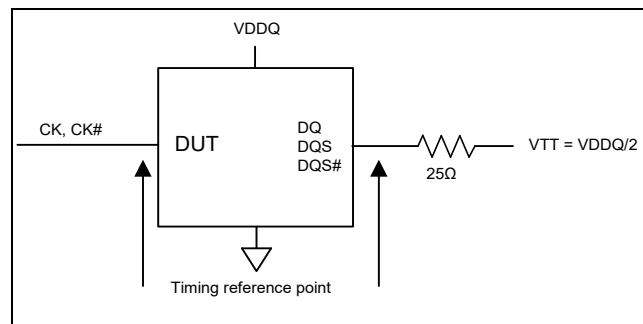 VDDQ
CK, CK#
DUT
DQ
DQS
DQS#
VTT = VDDQ/2
25Ω
Timing reference point